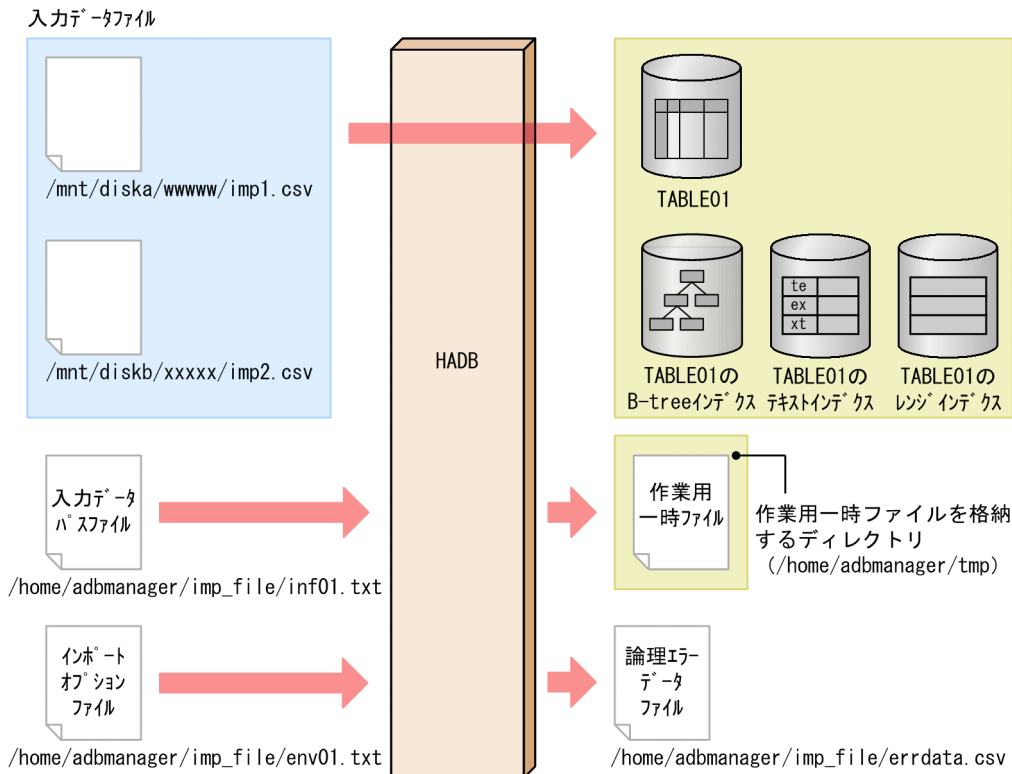 入力ﾃﾞｰﾀﾌｧｲﾙ
/mnt/diska/wwwww/imp1.csv
/mnt/diskb/xxxxx/imp2.csv
HADB
TABLE01
te
ex
xt
TABLE01の
B-treeｲﾝﾃﾞｸｽ
TABLE01の
ﾃｷｽﾄｲﾝﾃﾞｸｽ
TABLE01の
ﾚﾝｼﾞｲﾝﾃﾞｸｽ
入力ﾃﾞｰﾀ
ﾊﾟｽﾌｧｲﾙ
/home/adbmanager/imp_file/inf01.txt
作業用
一時ﾌｧｲﾙ
作業用一時ファイルを格納
するディレクトリ
（/home/adbmanager/tmp）
ｲﾝﾎﾟｰﾄ
ｵﾌﾟｼｮﾝ
ﾌｧｲﾙ
/home/adbmanager/imp_file/env01.txt
論理ｴﾗｰ
ﾃﾞｰﾀ
ﾌｧｲﾙ
/home/adbmanager/imp_file/errdata.csv